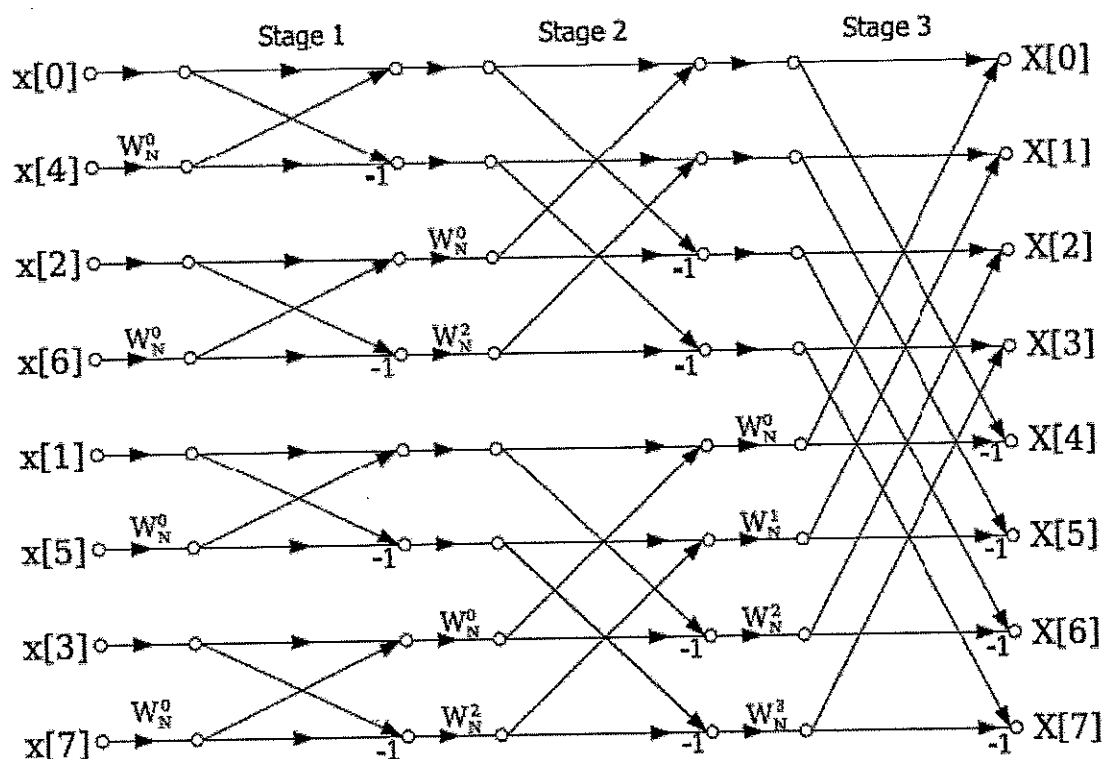 Stage 1 Stage 2 Stage 3
x[0] X[0]
W_N^0
x[4] -1 X[1]
W_N^0
x[2] -1 X[2]
W_N^0 W_N^2
x[6] -1 -1 X[3]
W_N^0
x[1] -1 X[4]
W_N^0 W_N^1
x[5] -1 -1 X[5]
W_N^0 W_N^2
x[3] -1 -1 X[6]
W_N^0 W_N^2 W_N^3
x[7] -1 -1 -1 X[7]